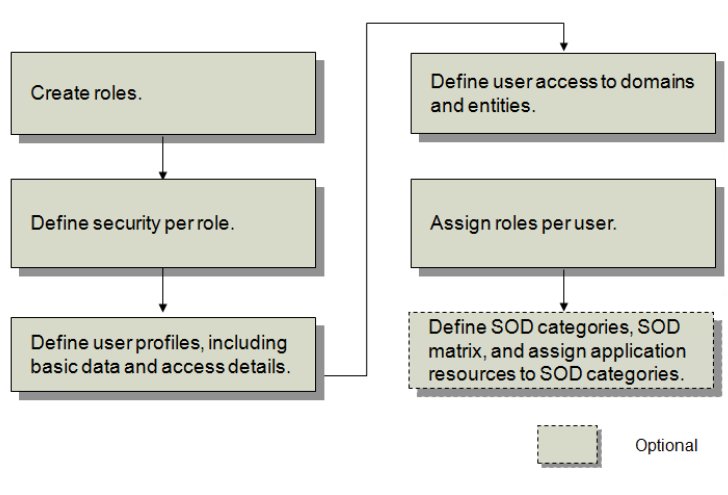 Create roles.
Define security per role.
Define user profiles, including
basic data and access details.
Define user access to domains
and entities.
Assign roles per user.
Define SOD categories, SOD
matrix, and assign application
resources to SOD categories.
Optional